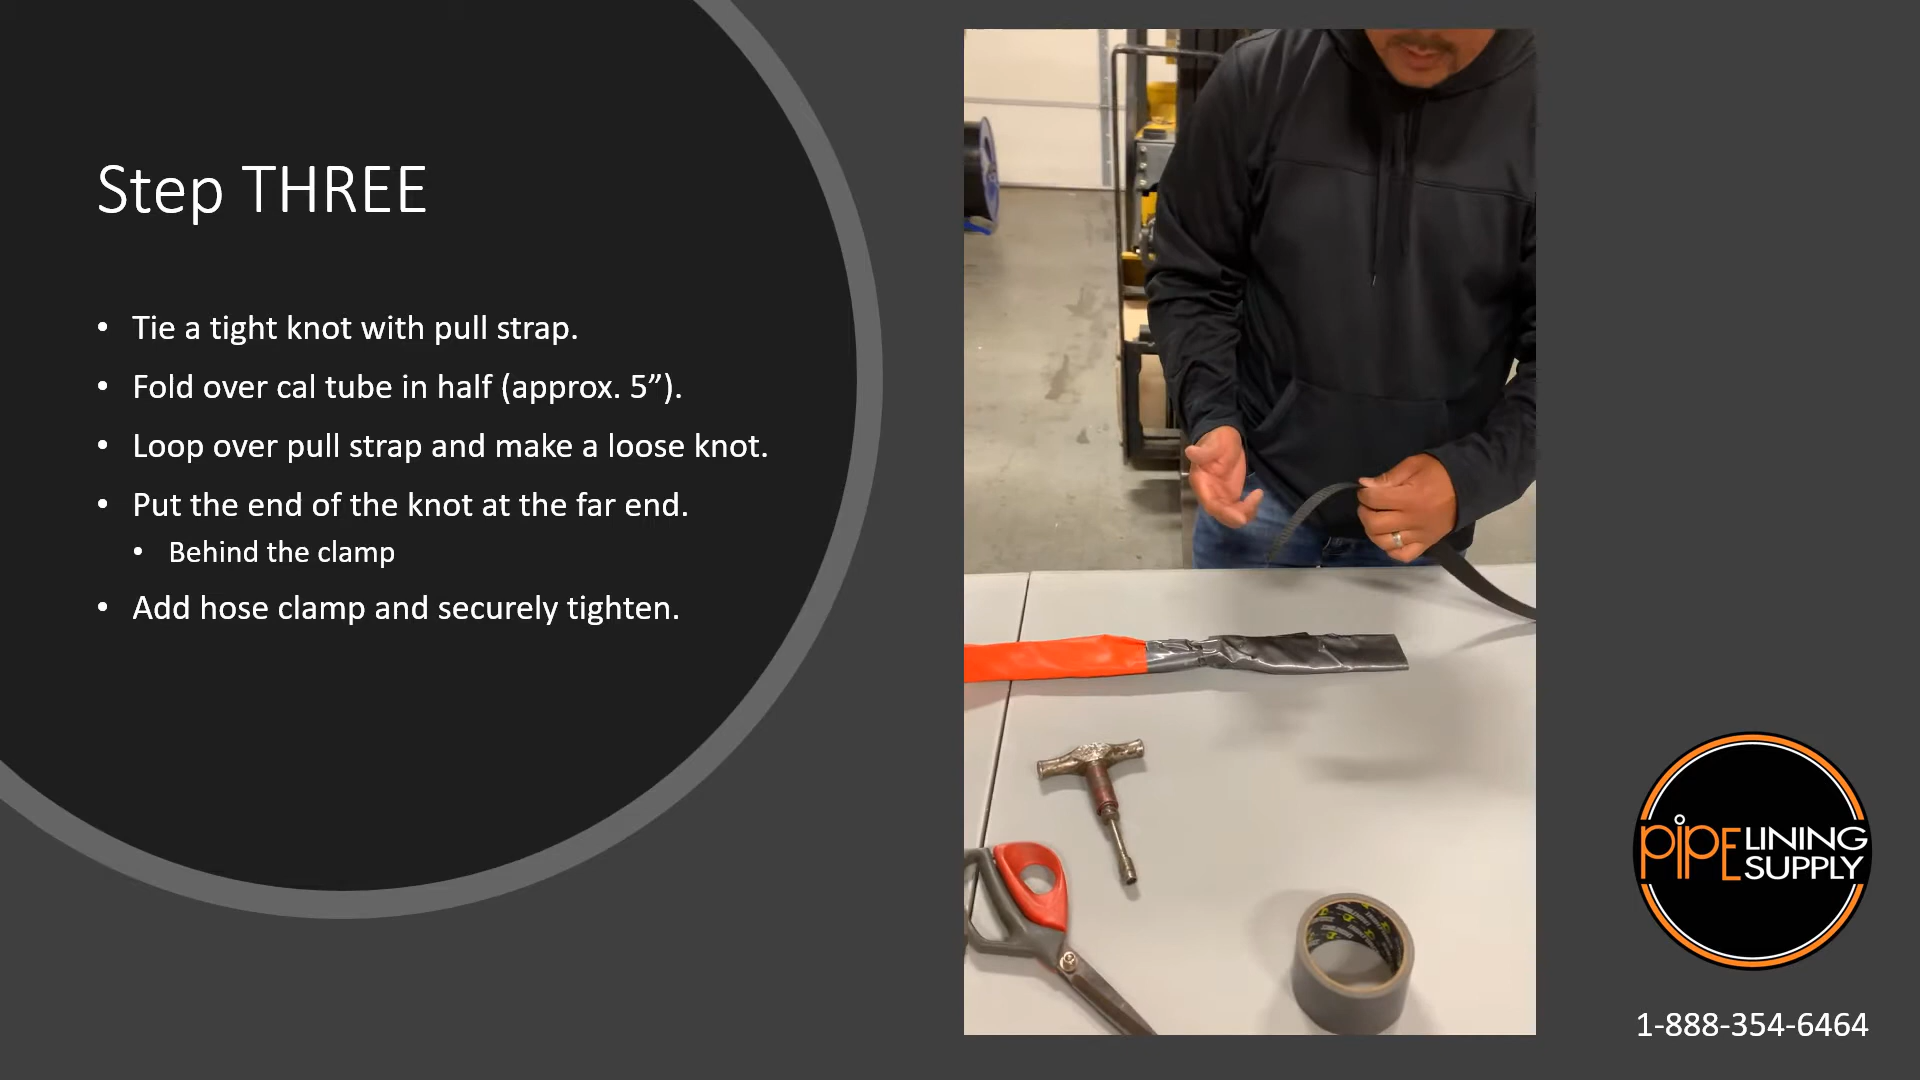 Step THREE
• Tie a tight knot with pull strap.
• Fold over cal tube in half (approx. 5”).
• Loop over pull strap and make a loose knot.
• Put the end of the knot at the far end.
• Behind the clamp
• Add hose clamp and securely tighten.
PIPE LINING
SUPPLY
1-888-354-6464